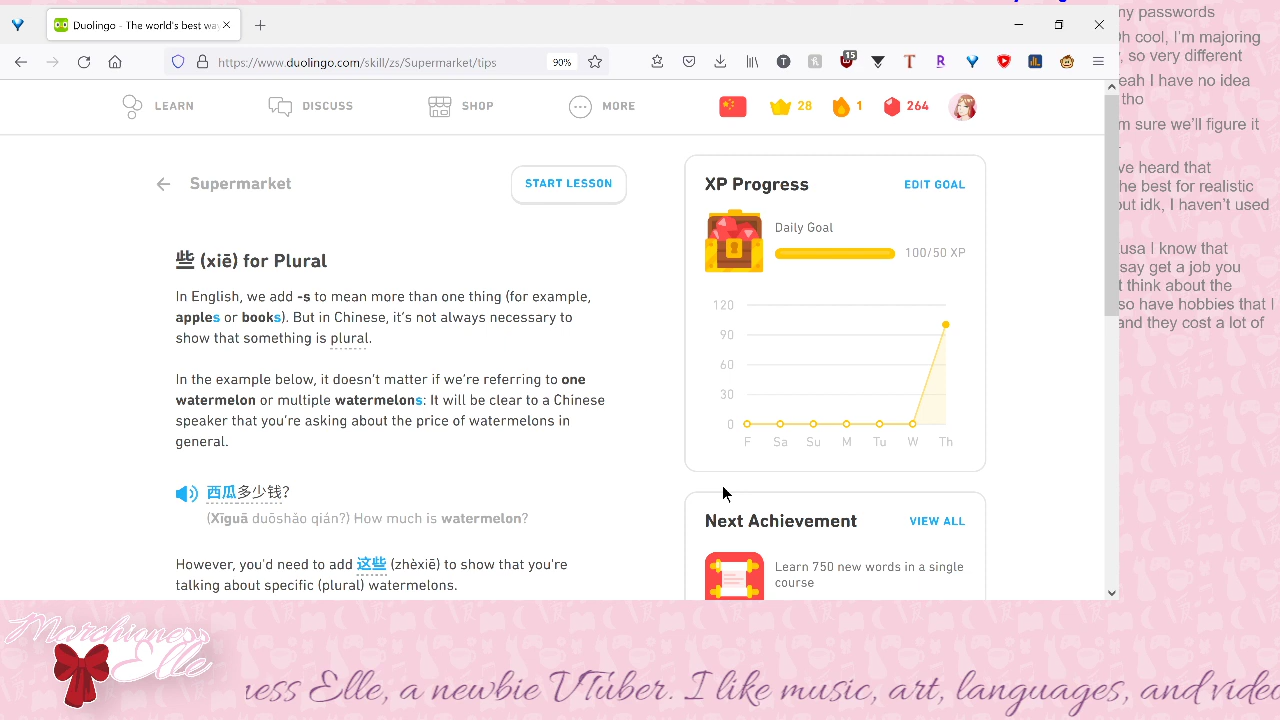 Duolingo - The world's best wa
https://www.duolingo.com/skill/zs/Supermarket/tips
90%
15
LEARN
DISCUSS
SHOP
MORE
28
1
264
Supermarket
START LESSON
些 (xiē) for Plural
In English, we add -s to mean more than one thing (for example,
apples or books). But in Chinese, it's not always necessary to
show that something is plural.
In the example below, it doesn't matter if we're referring to one
watermelon or multiple watermelons: It will be clear to a Chinese
speaker that you're asking about the price of watermelons in
general.
西瓜多少钱?
(Xīguā duōshǎo qián?) How much is watermelon?
However, you'd need to add 这些 (zhèxiē) to show that you're
talking about specific (plural) watermelons.
XP Progress
EDIT GOAL
Daily Goal
100/50 XP
120
90
60
30
0
F Sa Su M Tu W Th
Next Achievement
VIEW ALL
Learn 750 new words in a single
course
my passwords
Oh cool, I'm majoring
, so very different
eah I have no idea
tho
m sure we'll figure it
ve heard that
he best for realistic
out idk, I haven't used
usa I know that
say get a job you
t think about the
so have hobbies that I
and they cost a lot of
Marchioness
Elle
ness Elle, a newbie VTuber. I like music, art, languages, and video